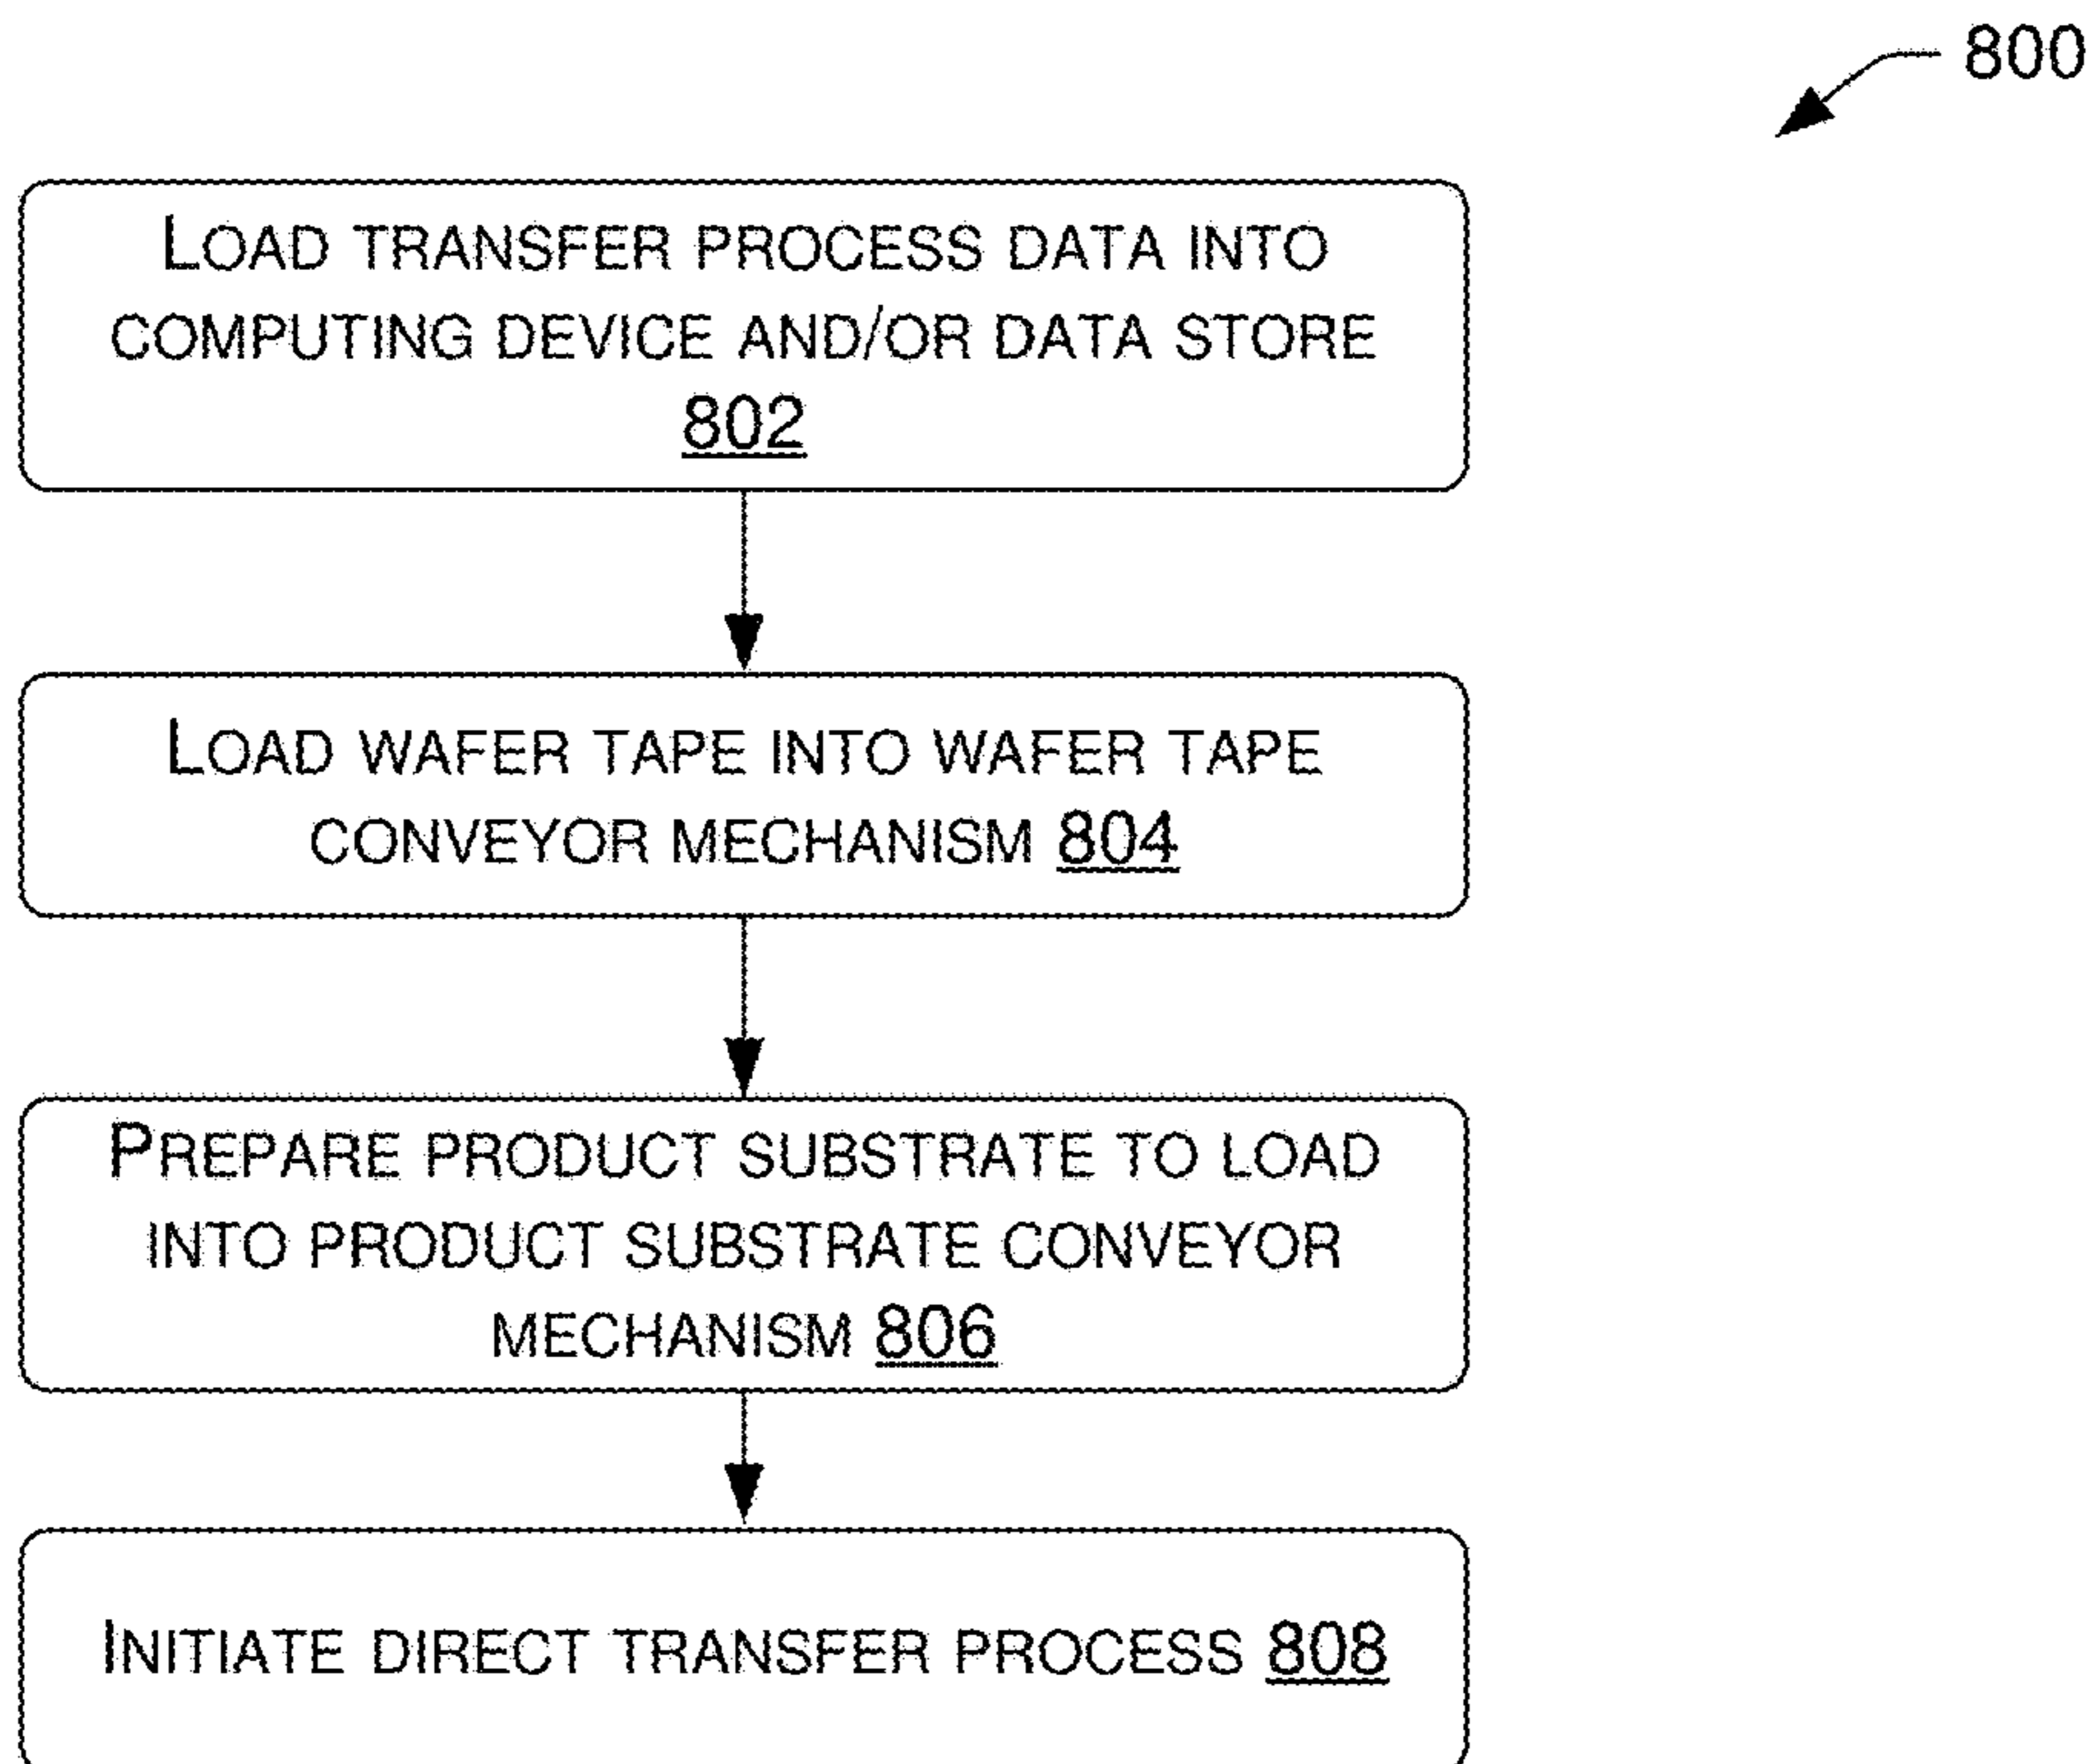 800
LOAD TRANSFER PROCESS DATA INTO
COMPUTING DEVICE AND/OR DATA STORE
802
LOAD WAFER TAPE INTO WAFER TAPE
CONVEYOR MECHANISM 804
PREPARE PRODUCT SUBSTRATE TO LOAD
INTO PRODUCT SUBSTRATE CONVEYOR
MECHANISM 806
INITIATE DIRECT TRANSFER PROCESS 808